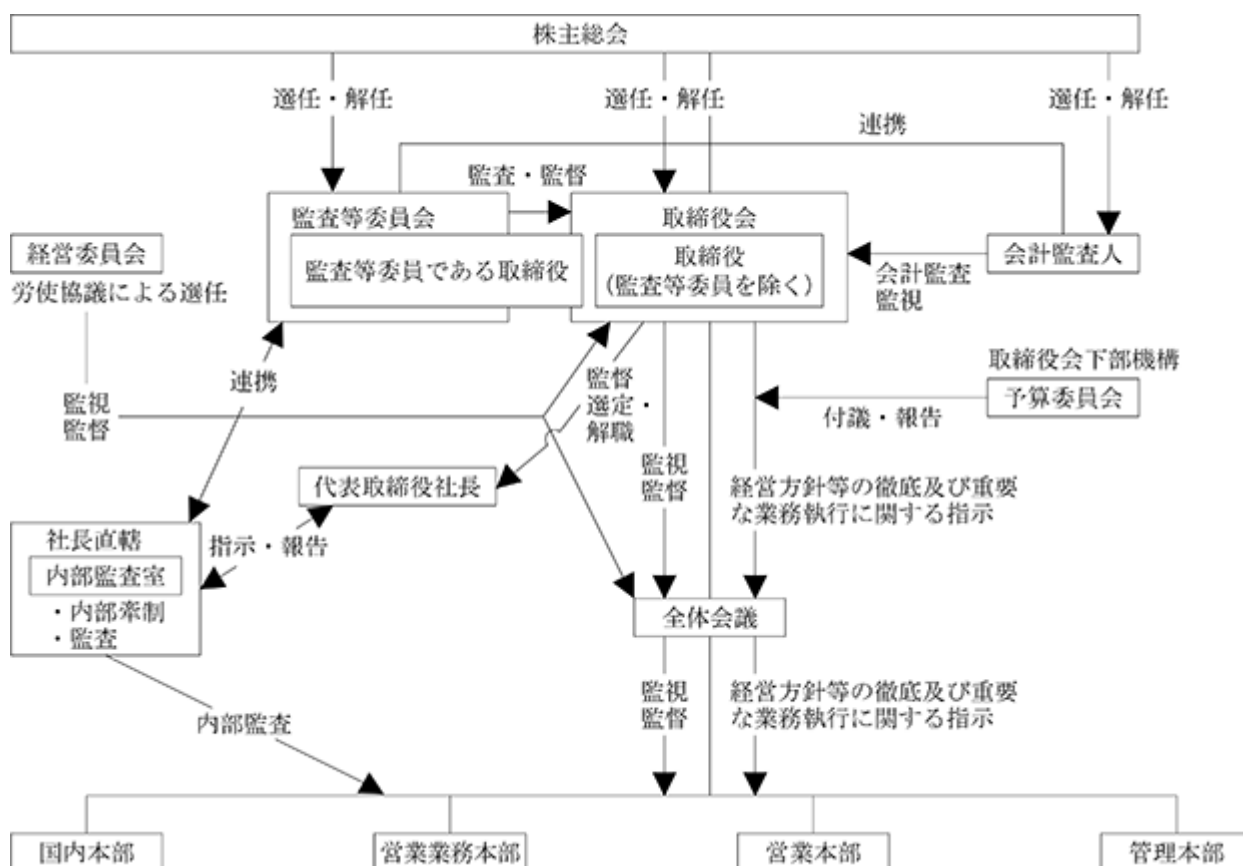 株主総会
選任・解任
選任・解任
選任・解任
連携
監査・監督
監査等委員会
監査等委員である取締役
取締役会
取締役
(監査等委員を除く)
会計監査人
会計監査
監視
経営委員会
労使協議による選任
監視
監督
連携
監督
選定・
解職
取締役会下部機構
予算委員会
付議・報告
代表取締役社長
監視
監督
経営方針等の徹底及び重要
な業務執行に関する指示
社長直轄
内部監査室
・内部牽制
・監査
指示・報告
全体会議
監視
監督
経営方針等の徹底及び重要
な業務執行に関する指示
内部監査
国内本部
営業業務本部
営業本部
管理本部